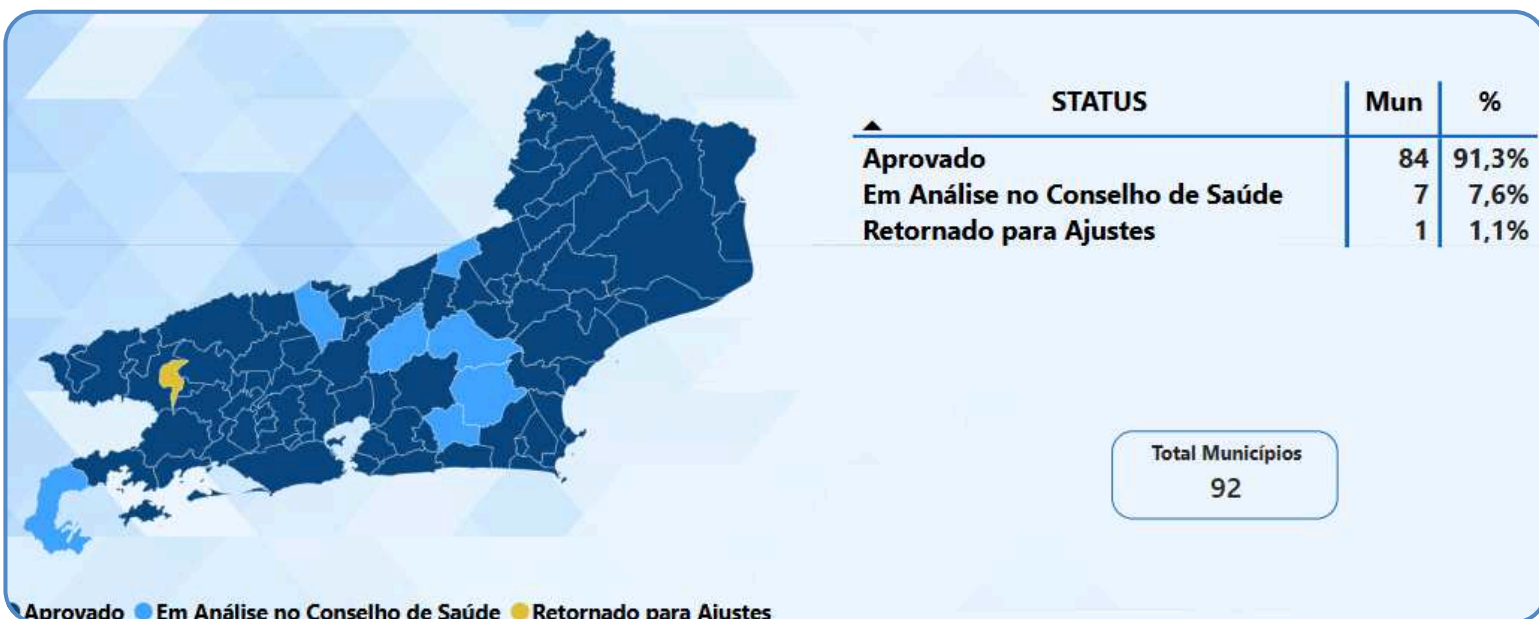 STATUS Mun %
Aprovado 84 91,3%
Em Análise no Conselho de Saúde 7 7,6%
Retornado para Ajustes 1 1,1%
Total Municípios
92
Aprovado Em Análise no Conselho de Saúde Retornado para Ajustes